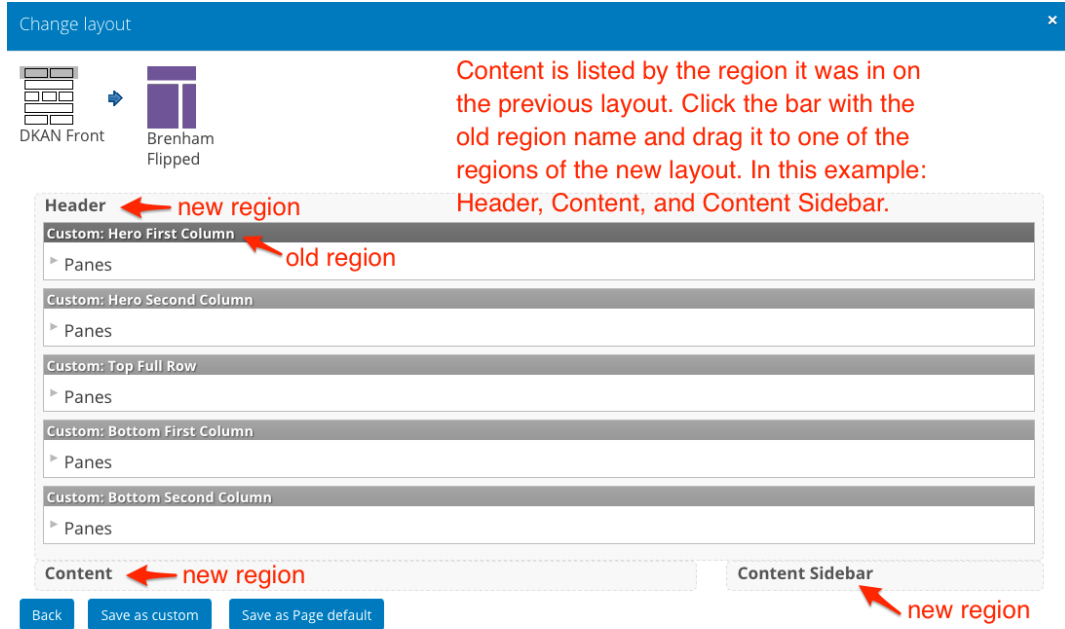 Change layout
×
DKAN Front
Brenham
Flipped
Content is listed by the region it was in on
the previous layout. Click the bar with the
old region name and drag it to one of the
regions of the new layout. In this example:
Header, Content, and Content Sidebar.
Header
new region
Custom: Hero First Column
old region
Panes
Custom: Hero Second Column
Panes
Custom: Top Full Row
Panes
Custom: Bottom First Column
Panes
Custom: Bottom Second Column
Panes
Content
new region
Content Sidebar
new region
Back
Save as custom
Save as Page default